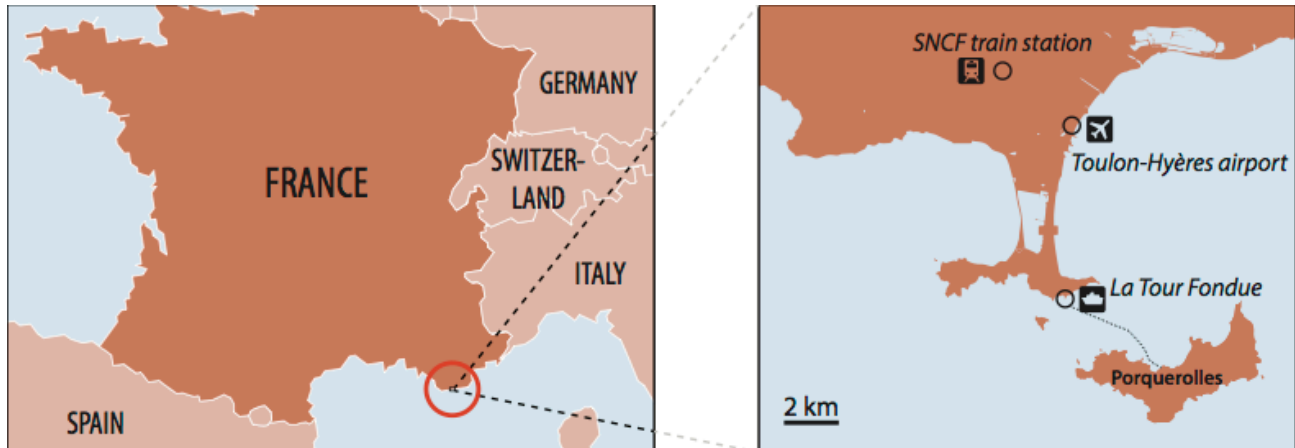 FRANCE
GERMANY
SWITZER-
LAND
ITALY
SPAIN
SNCF train station
Toulon-Hyères airport
La Tour Fondue
Porquerolles
2 km